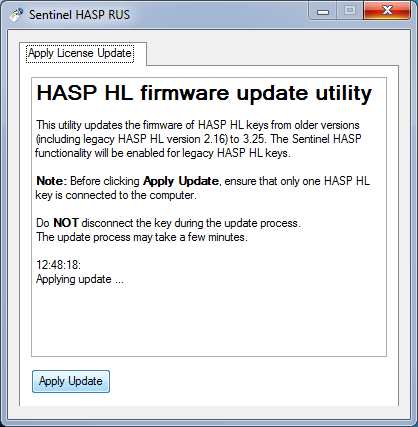 Sentinel HASP RUS
Apply License Update
HASP HL firmware update utility
This utility updates the firmware of HASP HL keys from older versions
(including legacy HASP HL version 2.16) to 3.25. The Sentinel HASP
functionality will be enabled for legacy HASP HL keys.
Note: Before clicking Apply Update, ensure that only one HASP HL
key is connected to the computer.
Do NOT disconnect the key during the update process.
The update process may take a few minutes.
12:48:18:
Applying update ...
Apply Update